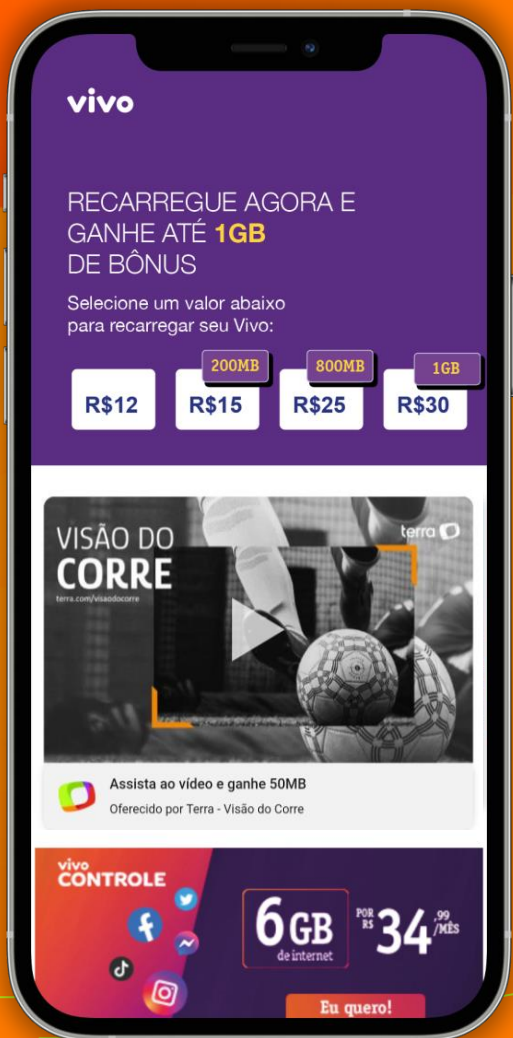 vivo
RECARREGUE AGORA E
GANHE ATÉ 1GB
DE BÔNUS
Selecione um valor abaixo
para recarregar seu Vivo:
200MB
800MB
1GB
R$12
R$15
R$25
R$30
VISÃO DO
CORRE
terra.com/visaodocorre
terra
Assista ao vídeo e ganhe 50MB
Oferecido por Terra - Visão do Corre
vivo
CONTROLE
6GB
de internet
POR
R$
34,99
/MÊS
Eu quero!